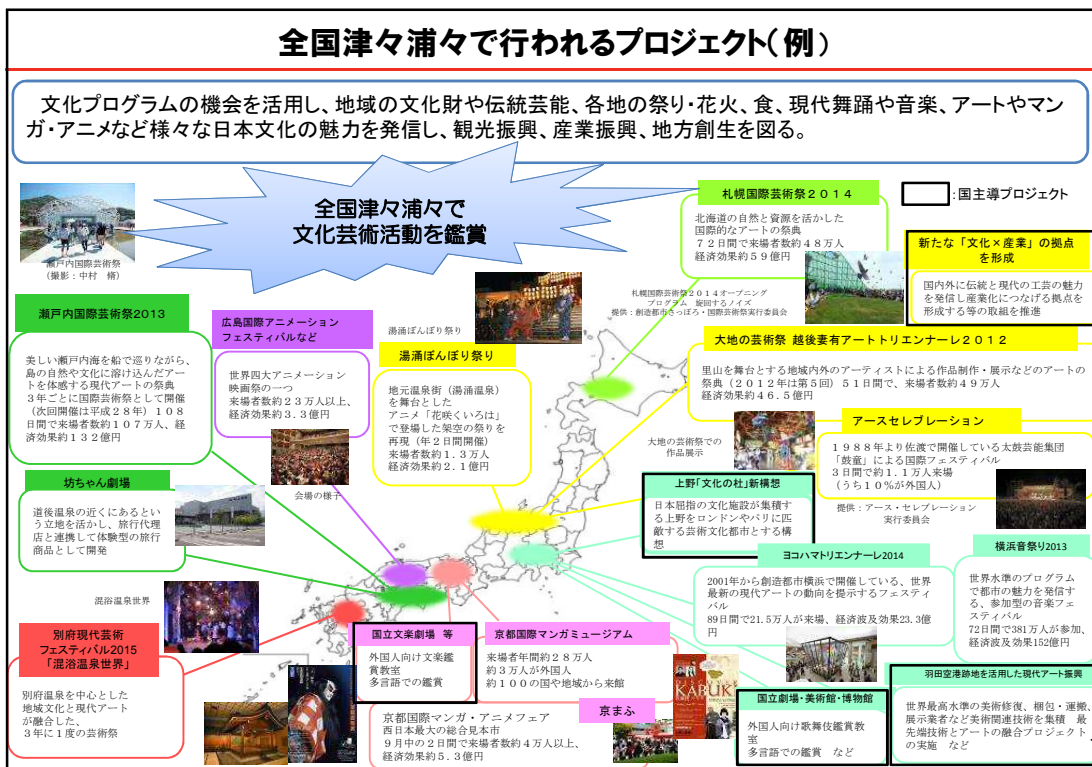 全国津々浦々で行われるプロジェクト(例)
文化プログラムの機会を活用し、地域の文化財や伝統芸能、各地の祭り・花火、食、現代舞踊や音楽、アートやマン
ガ・アニメなど様々な日本文化の魅力を発信し、観光振興、産業振興、地方創生を図る。
全国津々浦々で
文化芸術活動を鑑賞
瀬戸内国際芸術祭
(撮影:中村 脩)
札幌国際芸術祭2014
北海道の自然と資源を活かした
国際的なアートの祭典
72日間で来場者数約48万人
経済効果約59億円
札幌国際芸術祭2014オープニング
プログラム 旋回するノイズ
提供:創造都市さっぽろ・国際芸術祭実行委員会
:国主導プロジェクト
新たな「文化×産業」の拠点
を形成
国内外に伝統と現代の工芸の魅力
を発信し産業化につなげる拠点を
形成する等の取組を推進
瀬戸内国際芸術祭2013
美しい瀬戸内海を船で巡りながら、
島の自然や文化に溶け込んだアー
トを体感する現代アートの祭典
3年ごとに国際芸術祭として開催
(次回開催は平成28年)108
日間で来場者数約107万人、経
済効果約132億円
広島国際アニメーション
フェスティバルなど
世界四大アニメーション
映画祭の一つ
来場者数約23万人以上、
経済効果約3.3億円
会場の様子
湯涌ぼんぼり祭り
湯涌ぼんぼり祭り
地元温泉街(湯涌温泉)
を舞台とした
アニメ「花咲くいろは」
で登場した架空の祭りを
再現(年2日間開催)
来場者数約1.3万人
経済効果約2.1億円
大地の芸術祭 越後妻有アートトリエンナーレ2012
里山を舞台とする地域内外のアーティストによる作品制作・展示などのアートの
祭典(2012年は第5回)51日間で、来場者数約49万人
経済効果約46.5億円
大地の芸術祭での
作品展示
アースセレブレーション
1988年より佐渡で開催している太鼓芸能集団
「鼓童」による国際フェスティバル
3日間で約1.1万人来場
(うち10%が外国人)
提供:アース・セレブレーション
実行委員会
坊ちゃん劇場
道後温泉の近くにあるとい
う立地を活かし、旅行代理
店と連携して体験型の旅行
商品として開発
上野「文化の杜」新構想
日本屈指の文化施設が集積す
る上野をロンドンやパリに匹
敵する芸術文化都市とする構
想
ヨコハマトリエンナーレ2014
2001年から創造都市横浜で開催している、世界
最新の現代アートの動向を提示するフェスティ
バル
89日間で21.5万人が来場、経済波及効果23.3億
円
横浜音祭り2013
世界水準のプログラム
で都市の魅力を発信す
る、参加型の音楽フェ
スティバル
72日間で381万人が参加、
経済波及効果152億円
混浴温泉世界
別府現代芸術
フェスティバル2015
「混浴温泉世界」
別府温泉を中心とした
地域文化と現代アート
が融合した、
3年に1度の芸術祭
国立文楽劇場 等
外国人向け文楽鑑
賞教室
多言語での鑑賞
京都国際マンガミュージアム
来場者年間約28万人
約3万人が外国人
約100の国や地域から来館
京まふ
京都国際マンガ・アニメフェア
西日本最大の総合見本市
9月中の2日間で来場者数約4万人以上、
経済効果約5.3億円
KABUKI
国立劇場・美術館・博物館
外国人向け歌舞伎鑑賞教
室
多言語での鑑賞 など
羽田空港跡地を活用した現代アート振興
世界最高水準の美術修復、梱包・運搬、
展示業者など美術関連技術を集積 最
先端技術とアートの融合プロジェクト
の実施 など